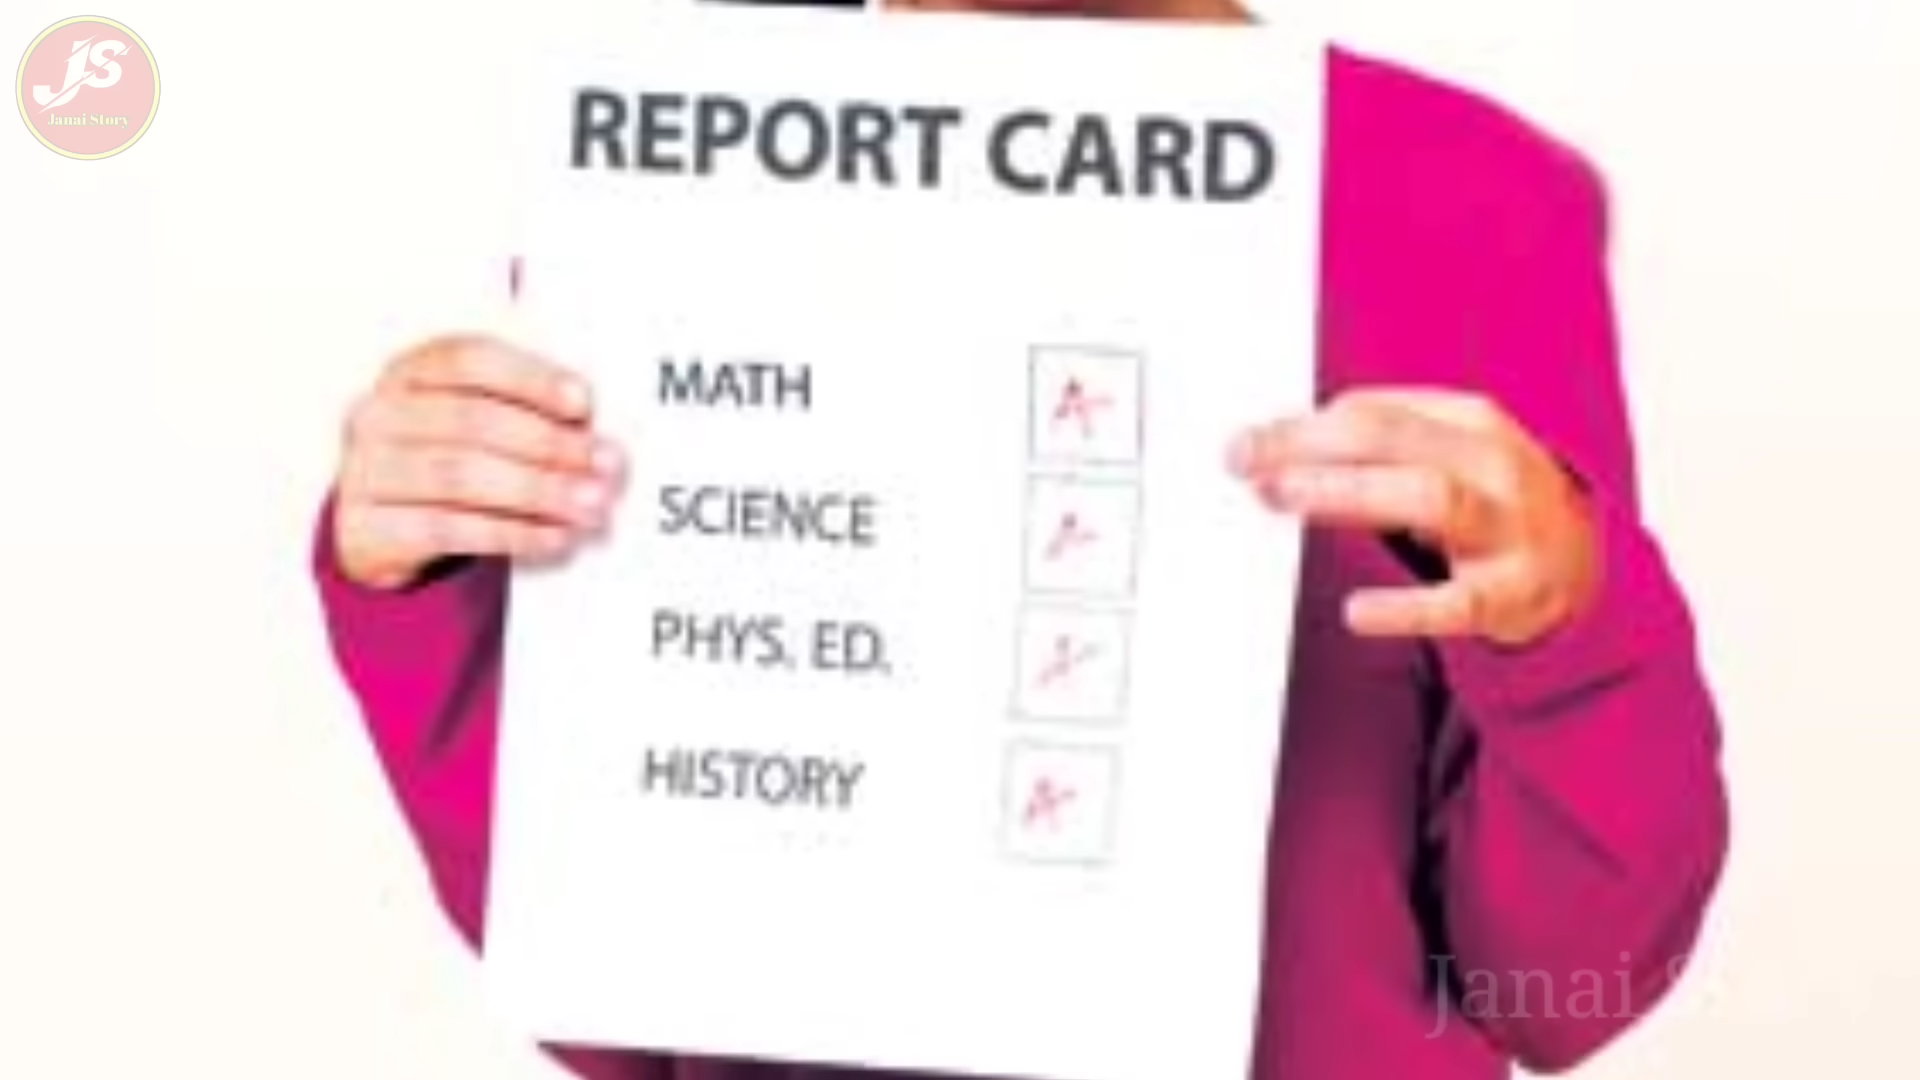 JS
Janai Story
REPORT CARD
MATH A+
SCIENCE
PHYS. ED.
HISTORY A+
Janai